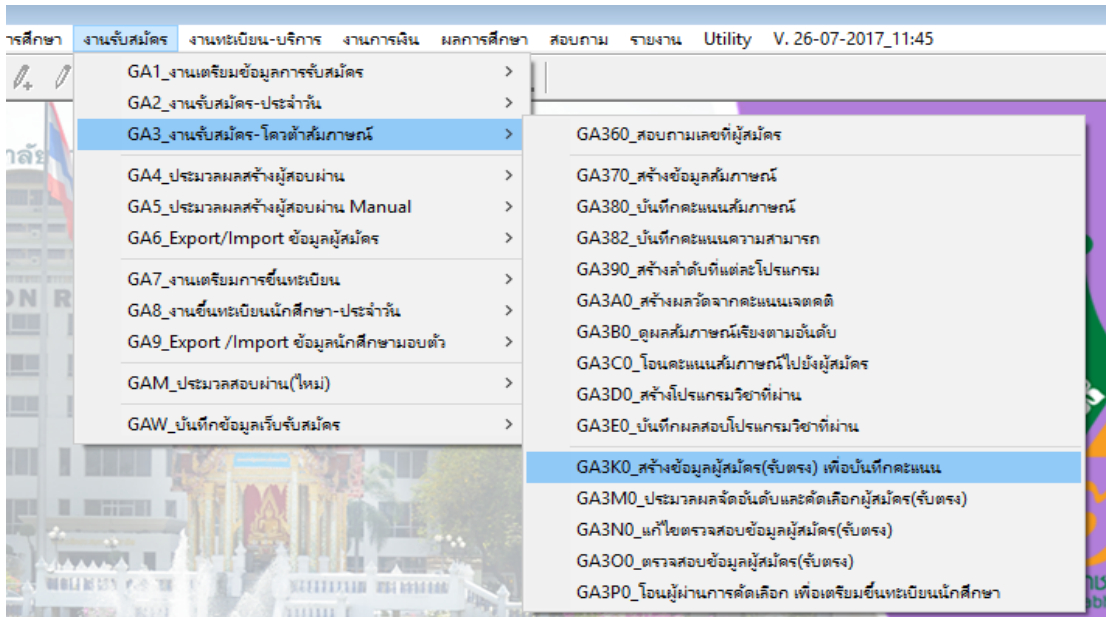 ารศึกษา งานรับสมัคร งานทะเบียน-บริการ งานการเงิน ผลการศึกษา สอบถาม รายงาน Utility V. 26-07-2017_11:45
GA1_งานเตรียมข้อมูลการรับสมัคร
GA2_งานรับสมัคร-ประจำวัน
GA3_งานรับสมัคร-โควต้าสัมภาษณ์
GA4_ประมวลผลสร้างผู้สอบผ่าน
GA5_ประมวลผลสร้างผู้สอบผ่าน Manual
GA6_Export/Import ข้อมูลผู้สมัคร
GA7_งานเตรียมการขึ้นทะเบียน
GA8_งานขึ้นทะเบียนนักศึกษา-ประจำวัน
GA9_Export /Import ข้อมูลนักศึกษามอบตัว
GAM_ประมวลสอบผ่าน(ใหม่)
GAW_บันทึกข้อมูลเว็บรับสมัคร
GA360_สอบถามเลขที่ผู้สมัคร
GA370_สร้างข้อมูลสัมภาษณ์
GA380_บันทึกคะแนนสัมภาษณ์
GA382_บันทึกคะแนนความสามารถ
GA390_สร้างลำดับที่แต่ละโปรแกรม
GA3A0_สร้างผลวัดจากคะแนนเจตคติ
GA3B0_ดูผลสัมภาษณ์เรียงตามอันดับ
GA3C0_โอนคะแนนสัมภาษณ์ไปยังผู้สมัคร
GA3D0_สร้างโปรแกรมวิชาที่ผ่าน
GA3E0_บันทึกผลสอบโปรแกรมวิชาที่ผ่าน
GA3K0_สร้างข้อมูลผู้สมัคร(รับตรง) เพื่อบันทึกคะแนน
GA3M0_ประมวลผลจัดอันดับและคัดเลือกผู้สมัคร(รับตรง)
GA3N0_แก้ไขตรวจสอบข้อมูลผู้สมัคร(รับตรง)
GA3O0_ตรวจสอบข้อมูลผู้สมัคร(รับตรง)
GA3P0_โอนผู้ผ่านการคัดเลือก เพื่อเตรียมขึ้นทะเบียนนักศึกษา